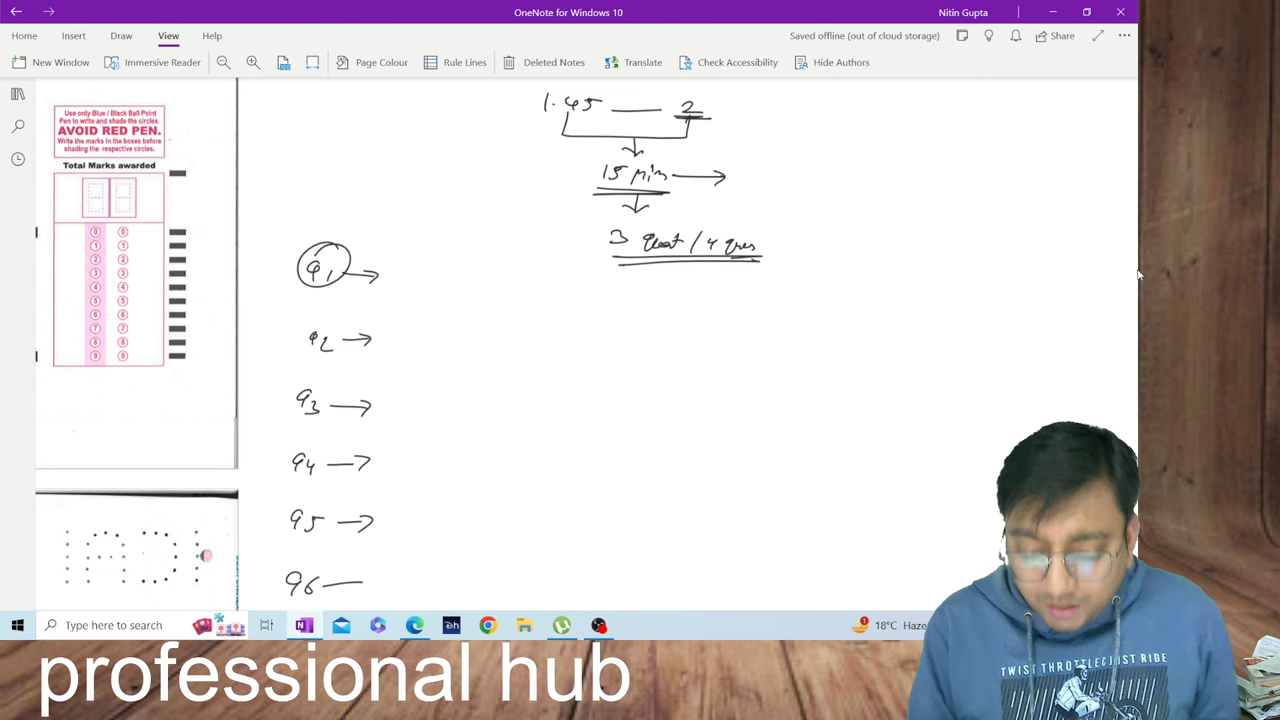 OneNote for Windows 10
Nitin Gupta
Home Insert Draw View Help
Saved offline (out of cloud storage)
Share
New Window Immersive Reader Page Colour Rule Lines Deleted Notes Translate Check Accessibility Hide Authors
Use only Blue / Black Ball Point
Pen to write and shade the circles.
AVOID RED PEN.
Write the marks in the boxes before
shading the respective circles.
Total Marks awarded
0 0
1 1
2 2
3 3
4 4
5 5
6 6
7 7
8 8
9 9
1.45 — 2
15 Min
3 / 4 ques
q1
q2
q3
q4
q5
q6
ICAI
Type here to search
18°C Haze
TWIST THROTTLE JUST RIDE
professional hub